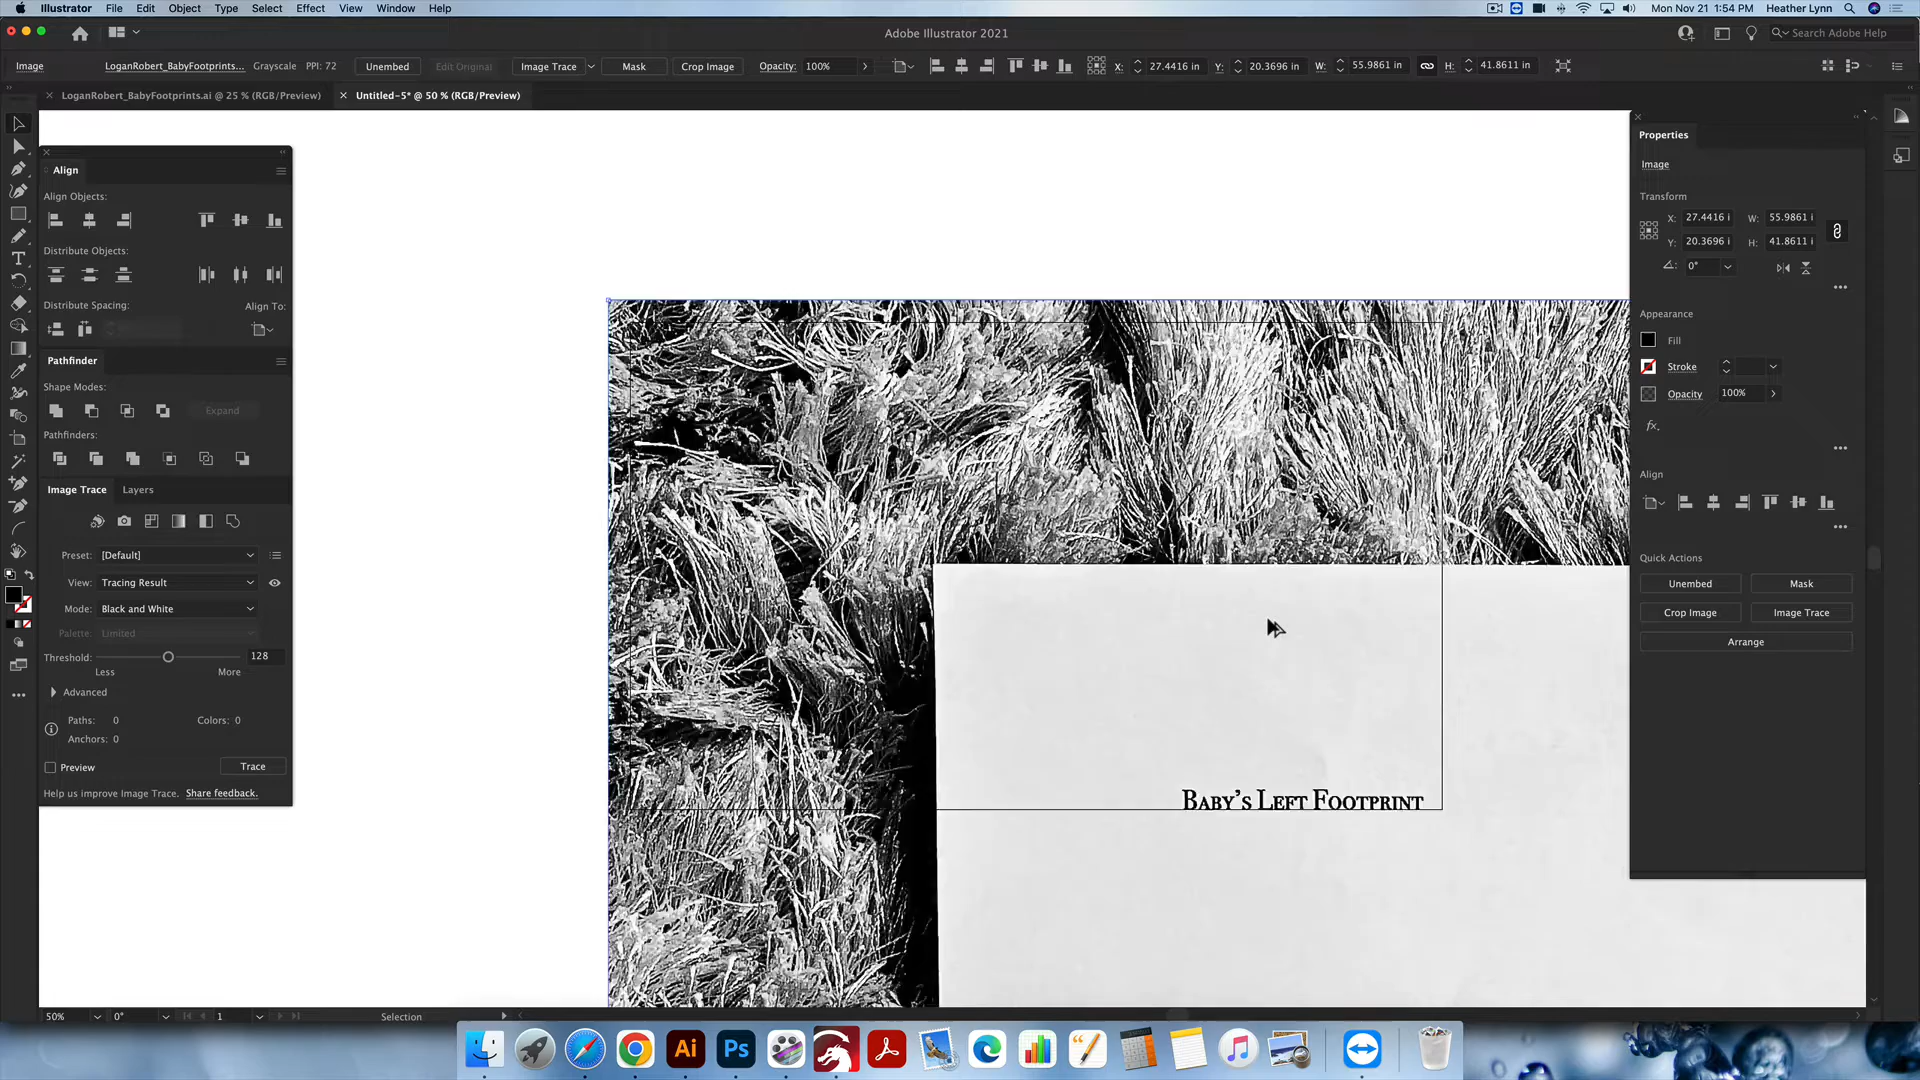 Illustrator File Edit Object Type Select Effect View Window Help Mon Nov 21 1:54 PM Heather Lynn
Adobe Illustrator 2021 Search Adobe Help
Image LoganRobert_BabyFootprints... Grayscale PPI: 72 Unembed Edit Original Image Trace Mask Crop Image Opacity: 100% X: 27.4416 in Y: 20.3696 in W: 55.9861 in H: 41.8611 in
LoganRobert_BabyFootprints.ai @ 25 % (RGB/Preview) Untitled-5* @ 50 % (RGB/Preview)
Align
Align Objects:
Distribute Objects:
Distribute Spacing: Align To:
Pathfinder
Shape Modes:
Expand
Pathfinders:
Image Trace Layers
Preset: [Default]
View: Tracing Result
Mode: Black and White
Palette: Limited
Threshold: 128
Less More
Advanced
Paths: 0 Colors: 0
Anchors: 0
Preview Trace
Help us improve Image Trace. Share feedback.
Baby's Left Footprint
Properties
Image
Transform
X: 27.4416 i W: 55.9861 i
Y: 20.3696 i H: 41.8611 i
0°
Appearance
Fill
Stroke
Opacity 100%
fx.
Align
Quick Actions
Unembed Mask
Crop Image Image Trace
Arrange
50% 0° 1 Selection
Ai Ps